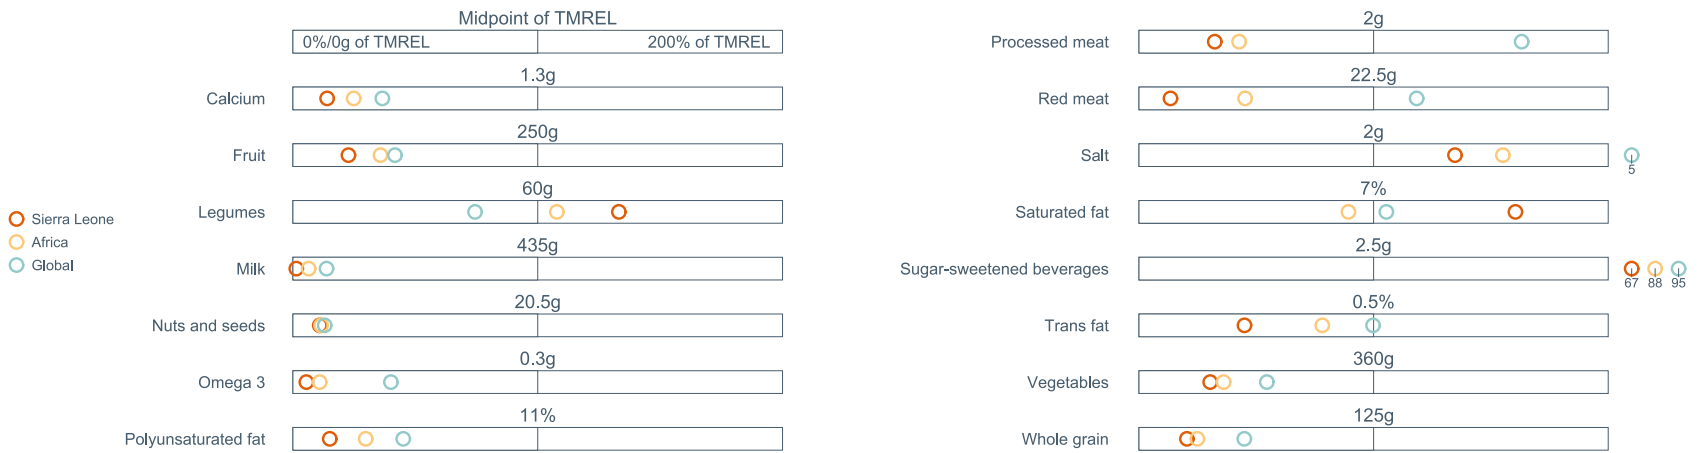 Midpoint of TMREL
0%/0g of TMREL
200% of TMREL
1.3g
Calcium
250g
Fruit
60g
Legumes
435g
Milk
20.5g
Nuts and seeds
0.3g
Omega 3
11%
Polyunsaturated fat
Sierra Leone
Africa
Global
2g
Processed meat
22.5g
Red meat
2g
Salt
5
7%
Saturated fat
2.5g
Sugar-sweetened beverages
67 88 95
0.5%
Trans fat
360g
Vegetables
125g
Whole grain